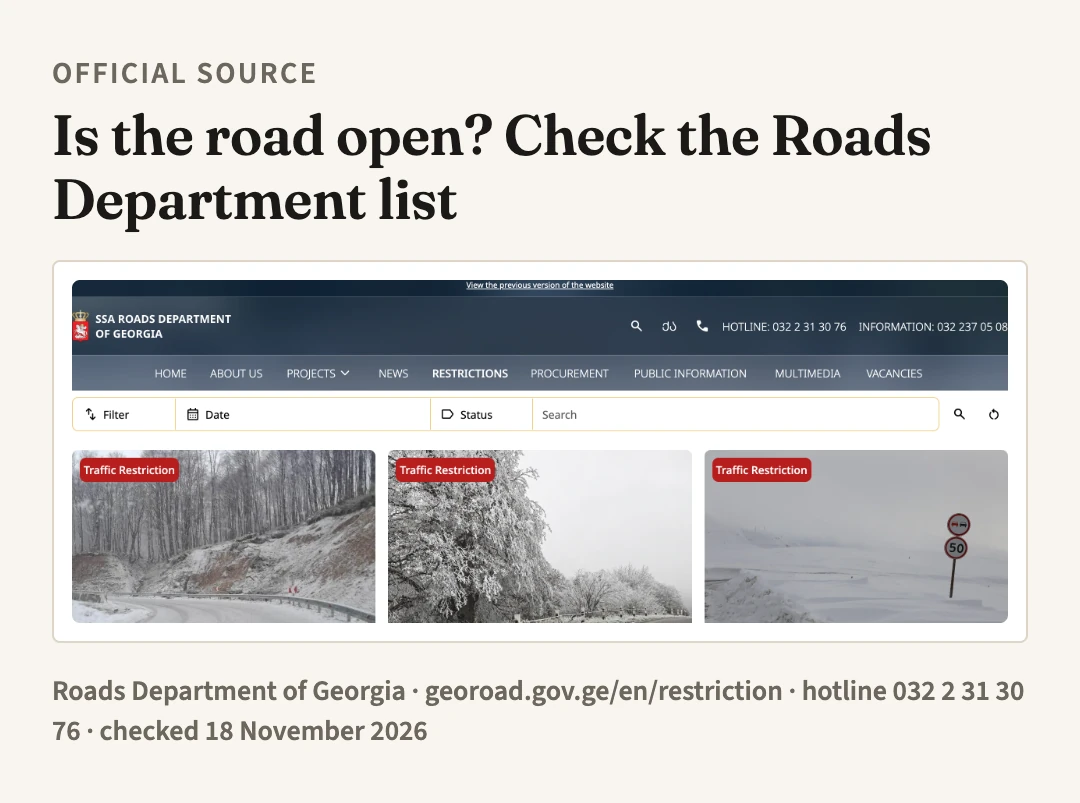 OFFICIAL SOURCE
Is the road open? Check the Roads
Department list
View the previous version of the website
SSA ROADS DEPARTMENT
OF GEORGIA
ქა HOTLINE: 032 2 31 30 76 INFORMATION: 032 237 05 08
HOME ABOUT US PROJECTS NEWS RESTRICTIONS PROCUREMENT PUBLIC INFORMATION MULTIMEDIA VACANCIES
Filter Date Status Search
Traffic Restriction Traffic Restriction Traffic Restriction
50
Roads Department of Georgia · georoad.gov.ge/en/restriction · hotline 032 2 31 30
76 · checked 18 November 2026